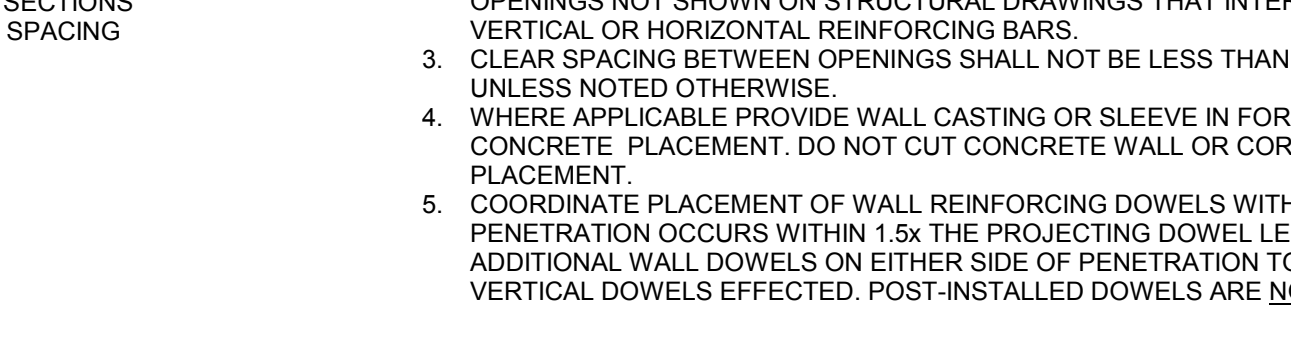 SECTIONS
SPACING
OPENINGS NOT SHOWN ON STRUCTURAL DRAWINGS THAT
VERTICAL OR HORIZONTAL REINFORCING BARS.
3. CLEAR SPACING BETWEEN OPENINGS SHALL NOT BE LESS THAN
UNLESS NOTED OTHERWISE.
4. WHERE APPLICABLE PROVIDE WALL CASTING OR SLEEVE IN
CONCRETE PLACEMENT. DO NOT CUT CONCRETE WALL OR
PLACEMENT.
5. COORDINATE PLACEMENT OF WALL REINFORCING DOWELS WITH
PENETRATION OCCURS WITHIN 1.5x THE PROJECTING DOWEL
ADDITIONAL WALL DOWELS ON EITHER SIDE OF PENETRATION TO
VERTICAL DOWELS EFFECTED. POST-INSTALLED DOWELS ARE